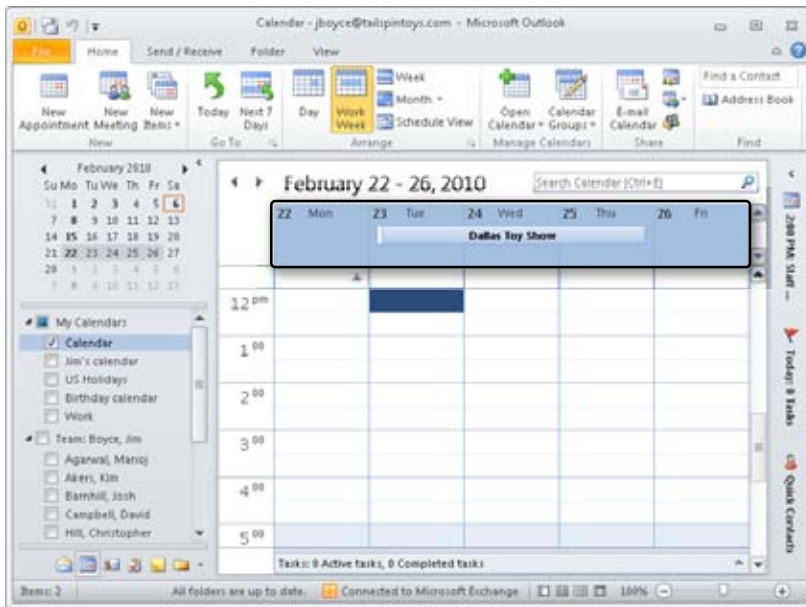 Calendar - jboyce@tailspintoys.com - Microsoft Outlook
File Home Send / Receive Folder View
New Appointment
New Meeting
New Items
New
Today
Next 7 Days
Go To
Day
Work Week
Week
Month
Schedule View
Arrange
Open Calendar
Calendar Groups
Manage Calendars
E-mail Calendar
Share
Find a Contact
Address Book
Find
February 2010
Su Mo Tu We Th Fr Sa
31 1 2 3 4 5 6
7 8 9 10 11 12 13
14 15 16 17 18 19 20
21 22 23 24 25 26 27
28 1 2 3 4 5 6
7 8 9 10 11 12 13
My Calendars
Calendar
Jim's calendar
US Holidays
Birthday calendar
Work
Team: Boyce, Jim
Agarwal, Manoj
Akers, Kim
Barnhill, Josh
Campbell, David
Hill, Christopher
February 22 - 26, 2010
Search Calendar (Ctrl+E)
22 Mon 23 Tue 24 Wed 25 Thu 26 Fri
Dallas Toy Show
12 pm
1 00
2 00
3 00
4 00
5 00
Tasks: 0 Active tasks, 0 Completed tasks
2:00 PM: Staff ...
Today: 0 Tasks
Quick Contacts
Items: 2
All folders are up to date.
Connected to Microsoft Exchange
100%